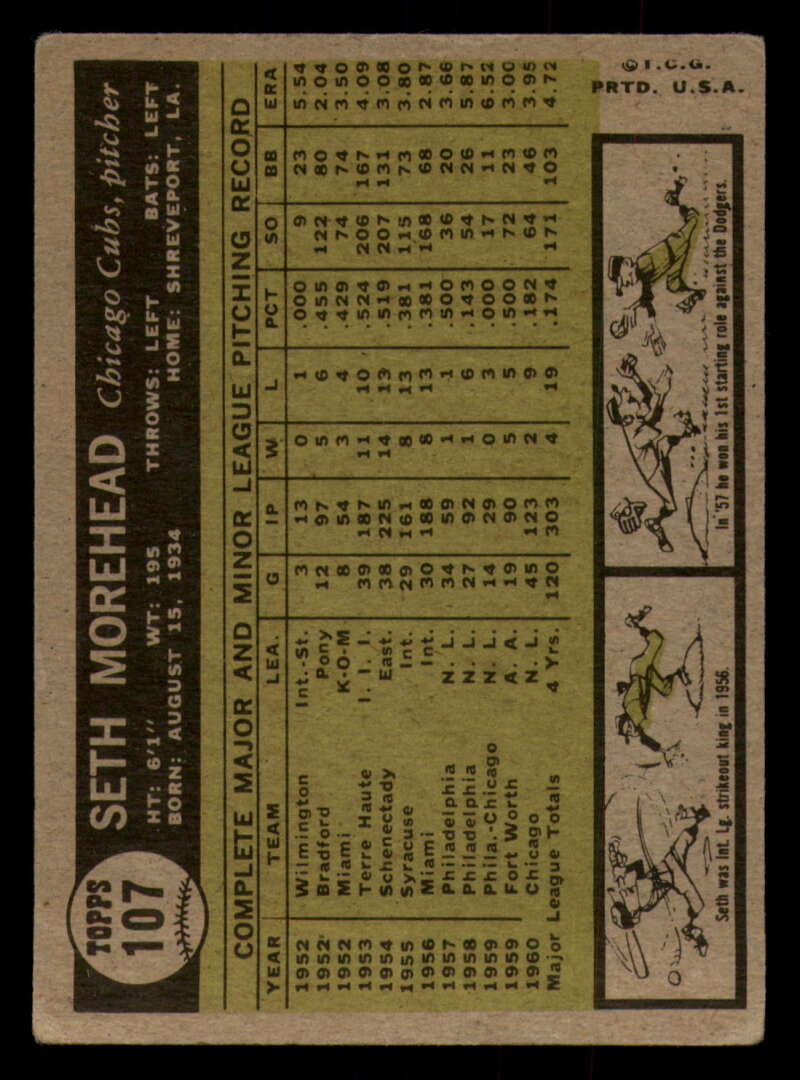 TOPPS
107
SETH MOREHEAD Chicago Cubs, pitcher
HT: 6'1" WT: 195 THROWS: LEFT BATS: LEFT
BORN: AUGUST 15, 1934 HOME: SHREVEPORT, LA.
COMPLETE MAJOR AND MINOR LEAGUE PITCHING RECORD
YEAR TEAM LEA. G IP W L PCT SO BB ERA
1952 Wilmington Int.-St. 3 13 0 1 .000 9 23 5.54
1952 Bradford Pony 12 97 5 6 .455 122 80 2.04
1952 Miami K-O-M 8 54 3 4 .429 74 74 3.50
1953 Terre Haute I. I. I. 39 187 11 10 .524 206 167 4.09
1954 Schenectady East. 38 225 14 13 .519 207 131 3.08
1955 Syracuse Int. 29 161 8 13 .381 115 73 3.80
1956 Miami Int. 30 188 8 13 .381 168 68 2.87
1957 Philadelphia N. L. 34 59 1 1 .500 36 20 3.66
1958 Philadelphia N. L. 27 92 1 6 .143 54 26 5.87
1959 Phila.-Chicago N. L. 14 29 0 3 .000 17 11 6.52
1959 Fort Worth A. A. 19 90 5 5 .500 72 23 3.00
1960 Chicago N. L. 45 123 2 9 .182 64 46 3.95
Major League Totals 4 Yrs. 120 303 4 19 .174 171 103 4.72
Seth was Int. Lg. strikeout king in 1956.
In '57 he won his 1st starting role against the Dodgers.
© T.C.G.
PRTD. U.S.A.